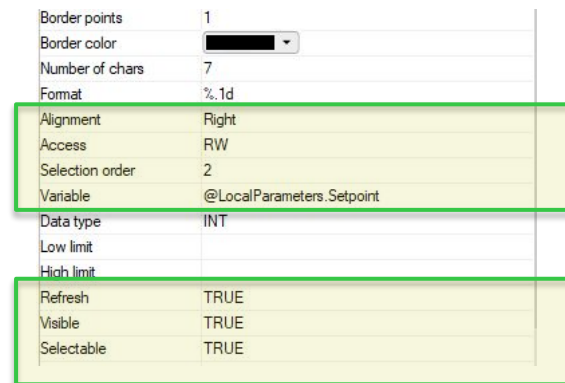 Border points 1
Border color
Number of chars 7
Format %.1d
Alignment Right
Access RW
Selection order 2
Variable @LocalParameters.Setpoint
Data type INT
Low limit
High limit
Refresh TRUE
Visible TRUE
Selectable TRUE